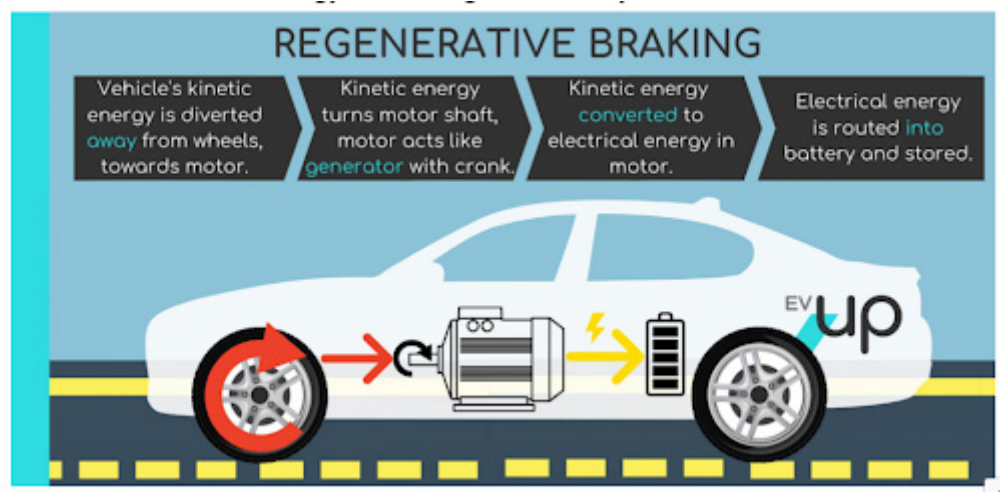 REGENERATIVE BRAKING
Vehicle's kinetic
energy is diverted
away from wheels,
towards motor.
Kinetic energy
turns motor shaft,
motor acts like
generator with crank.
Kinetic energy
converted to
electrical energy in
motor.
Electrical energy
is routed into
battery and stored.
EV
up